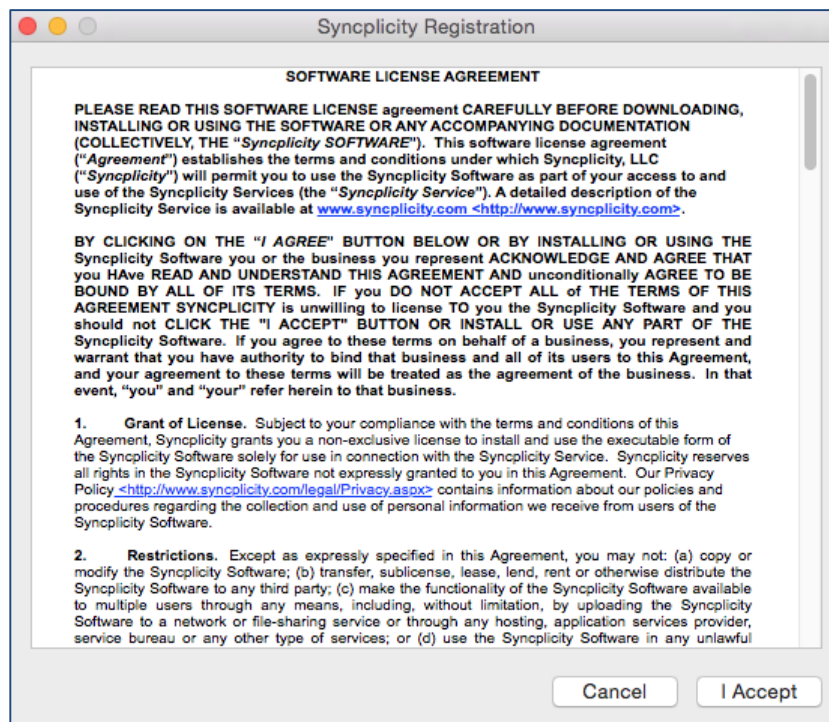 Syncplicity Registration
SOFTWARE LICENSE AGREEMENT
PLEASE READ THIS SOFTWARE LICENSE agreement CAREFULLY BEFORE DOWNLOADING,
INSTALLING OR USING THE SOFTWARE OR ANY ACCOMPANYING DOCUMENTATION
(COLLECTIVELY, THE “Syncplicity SOFTWARE”). This software license agreement
(“Agreement”) establishes the terms and conditions under which Syncplicity, LLC
(“Syncplicity”) will permit you to use the Syncplicity Software as part of your access to and
use of the Syncplicity Services (the “Syncplicity Service”). A detailed description of the
Syncplicity Service is available at www.syncplicity.com <http://www.syncplicity.com>.
BY CLICKING ON THE “I AGREE” BUTTON BELOW OR BY INSTALLING OR USING THE
Syncplicity Software you or the business you represent ACKNOWLEDGE AND AGREE THAT
you HAve READ AND UNDERSTAND THIS AGREEMENT AND unconditionally AGREE TO BE
BOUND BY ALL OF ITS TERMS. IF you DO NOT ACCEPT ALL of THE TERMS OF THIS
AGREEMENT SYNCPLICITY is unwilling to license TO you the Syncplicity Software and you
should not CLICK THE "I ACCEPT" BUTTON OR INSTALL OR USE ANY PART OF THE
Syncplicity Software. If you agree to these terms on behalf of a business, you represent and
warrant that you have authority to bind that business and all of its users to this Agreement,
and your agreement to these terms will be treated as the agreement of the business. In that
event, “you” and “your” refer herein to that business.
1. Grant of License. Subject to your compliance with the terms and conditions of this
Agreement, Syncplicity grants you a non-exclusive license to install and use the executable form of
the Syncplicity Software solely for use in connection with the Syncplicity Service. Syncplicity reserves
all rights in the Syncplicity Software not expressly granted to you in this Agreement. Our Privacy
Policy <http://www.syncplicity.com/legal/Privacy.aspx> contains information about our policies and
procedures regarding the collection and use of personal information we receive from users of the
Syncplicity Software.
2. Restrictions. Except as expressly specified in this Agreement, you may not: (a) copy or
modify the Syncplicity Software; (b) transfer, sublicense, lease, lend, rent or otherwise distribute the
Syncplicity Software to any third party; (c) make the functionality of the Syncplicity Software available
to multiple users through any means, including, without limitation, by uploading the Syncplicity
Software to a network or file-sharing service or through any hosting, application services provider,
service bureau or any other type of services; or (d) use the Syncplicity Software in any unlawful
Cancel
I Accept